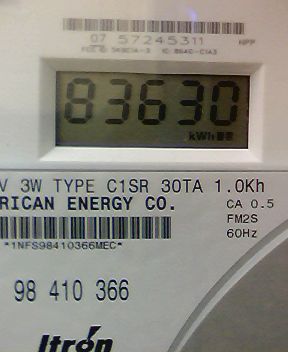 07 57245311 NPP
83630
kWh
V 3W TYPE C1SR 30TA 1.0Kh
RICAN ENERGY CO.
CA 0.5
FM2S
60Hz
*1NFS98410366MEC*
98 410 366
Itron